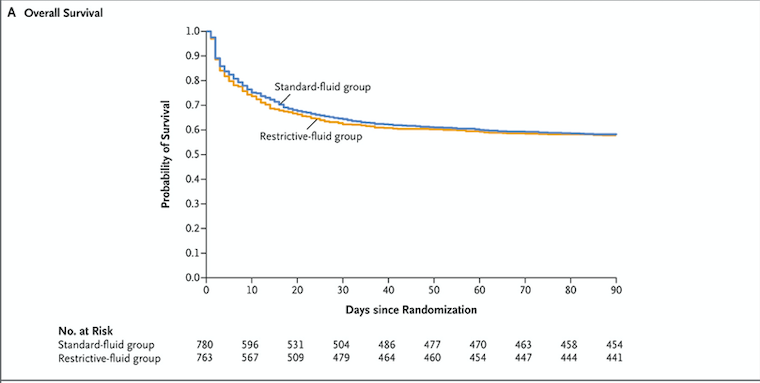 A Overall Survival
1.0
0.9
0.8
0.7
0.6
0.5
0.4
0.3
0.2
0.1
0.0
Probability of Survival
Standard-fluid group
Restrictive-fluid group
0 10 20 30 40 50 60 70 80 90
Days since Randomization
No. at Risk
Standard-fluid group 780 596 531 504 486 477 470 463 458 454
Restrictive-fluid group 763 567 509 479 464 460 454 447 444 441